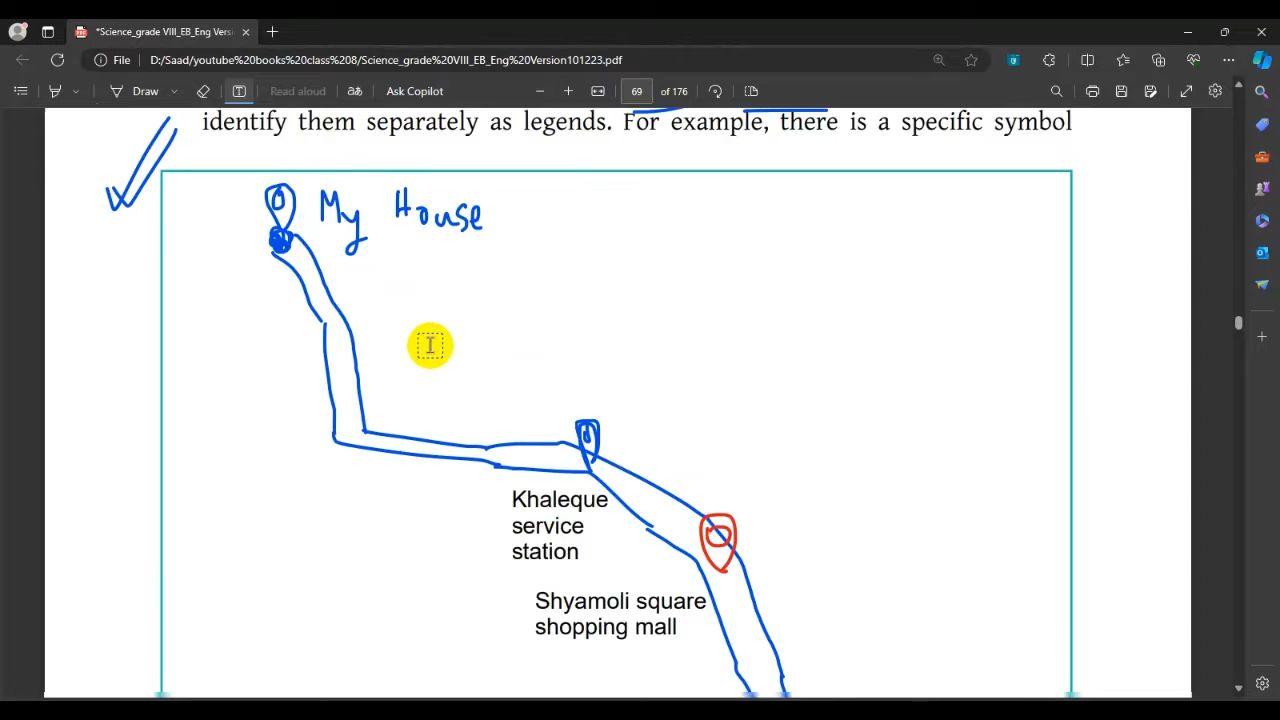 *Science_grade VIII_EB_Eng Versi
File
D:/Saad/youtube%20books%20class%208/Science_grade%20VIII_EB_Eng%20Version101223.pdf
Draw
Read aloud
aあ
Ask Copilot
69 of 176
identify them separately as legends. For example, there is a specific symbol
My House
Khaleque
service
station
Shyamoli square
shopping mall